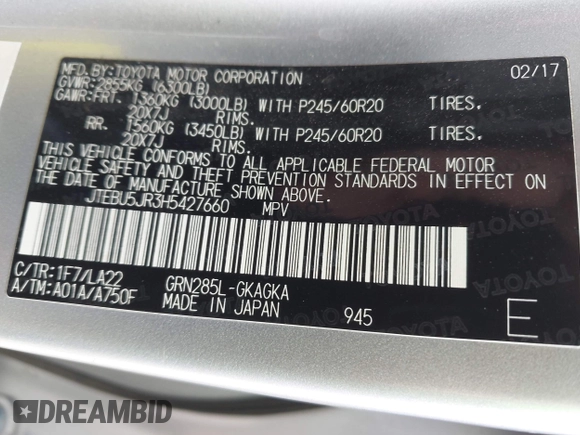 MFD.BY:TOYOTA MOTOR CORPORATION 02/17
GVWR:2855KG (6300LB)
GAWR:FRT. 1360KG (3000LB) WITH P245/60R20 TIRES.
20X7J RIMS.
RR. 1560KG (3450LB) WITH P245/60R20 TIRES.
20X7J RIMS.
THIS VEHICLE CONFORMS TO ALL APPLICABLE FEDERAL MOTOR
VEHICLE SAFETY AND THEFT PREVENTION STANDARDS IN EFFECT ON
THE DATE OF MANUFACTURE SHOWN ABOVE.
JTEBU5JR3H5427660 MPV
C/TR:1F7/LA22 GRN285L-GKAGKA
A/TM:A01A/A750F MADE IN JAPAN 945 E
DREAMBID